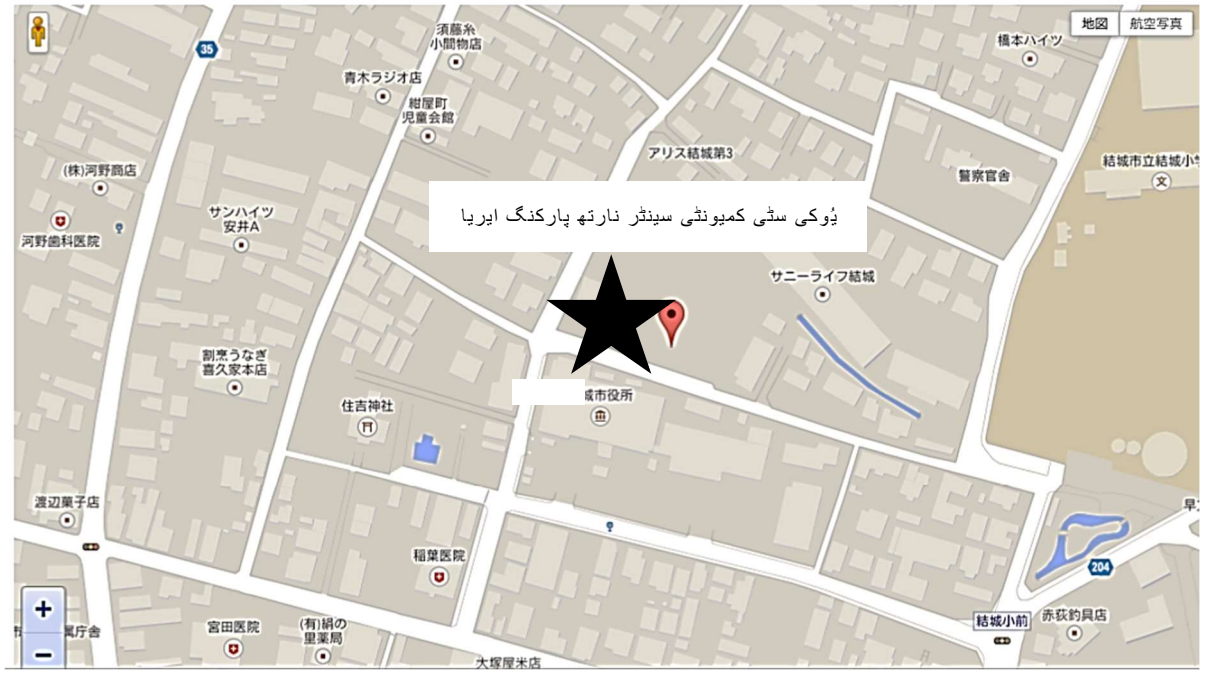 地図 航空写真
35
須藤糸
小間物店
橋本ハイツ
青木ラジオ店
紺屋町
児童会館
アリス結城第3
結城市立結城小学
(株)河野商店
警察官舎
サンハイツ
安井A
یُوکی سٹی کمیونٹی سینٹر نارتھ پارکنگ ایریا
河野歯科医院
サニーライフ結城
割烹うなぎ
喜久家本店
城市役所
住吉神社
渡辺菓子店
早
稲葉医院
204
+
結城小前
赤荻釣具店
宮田医院
(有)絹の
里薬局
属庁舎
−
大塚屋米店